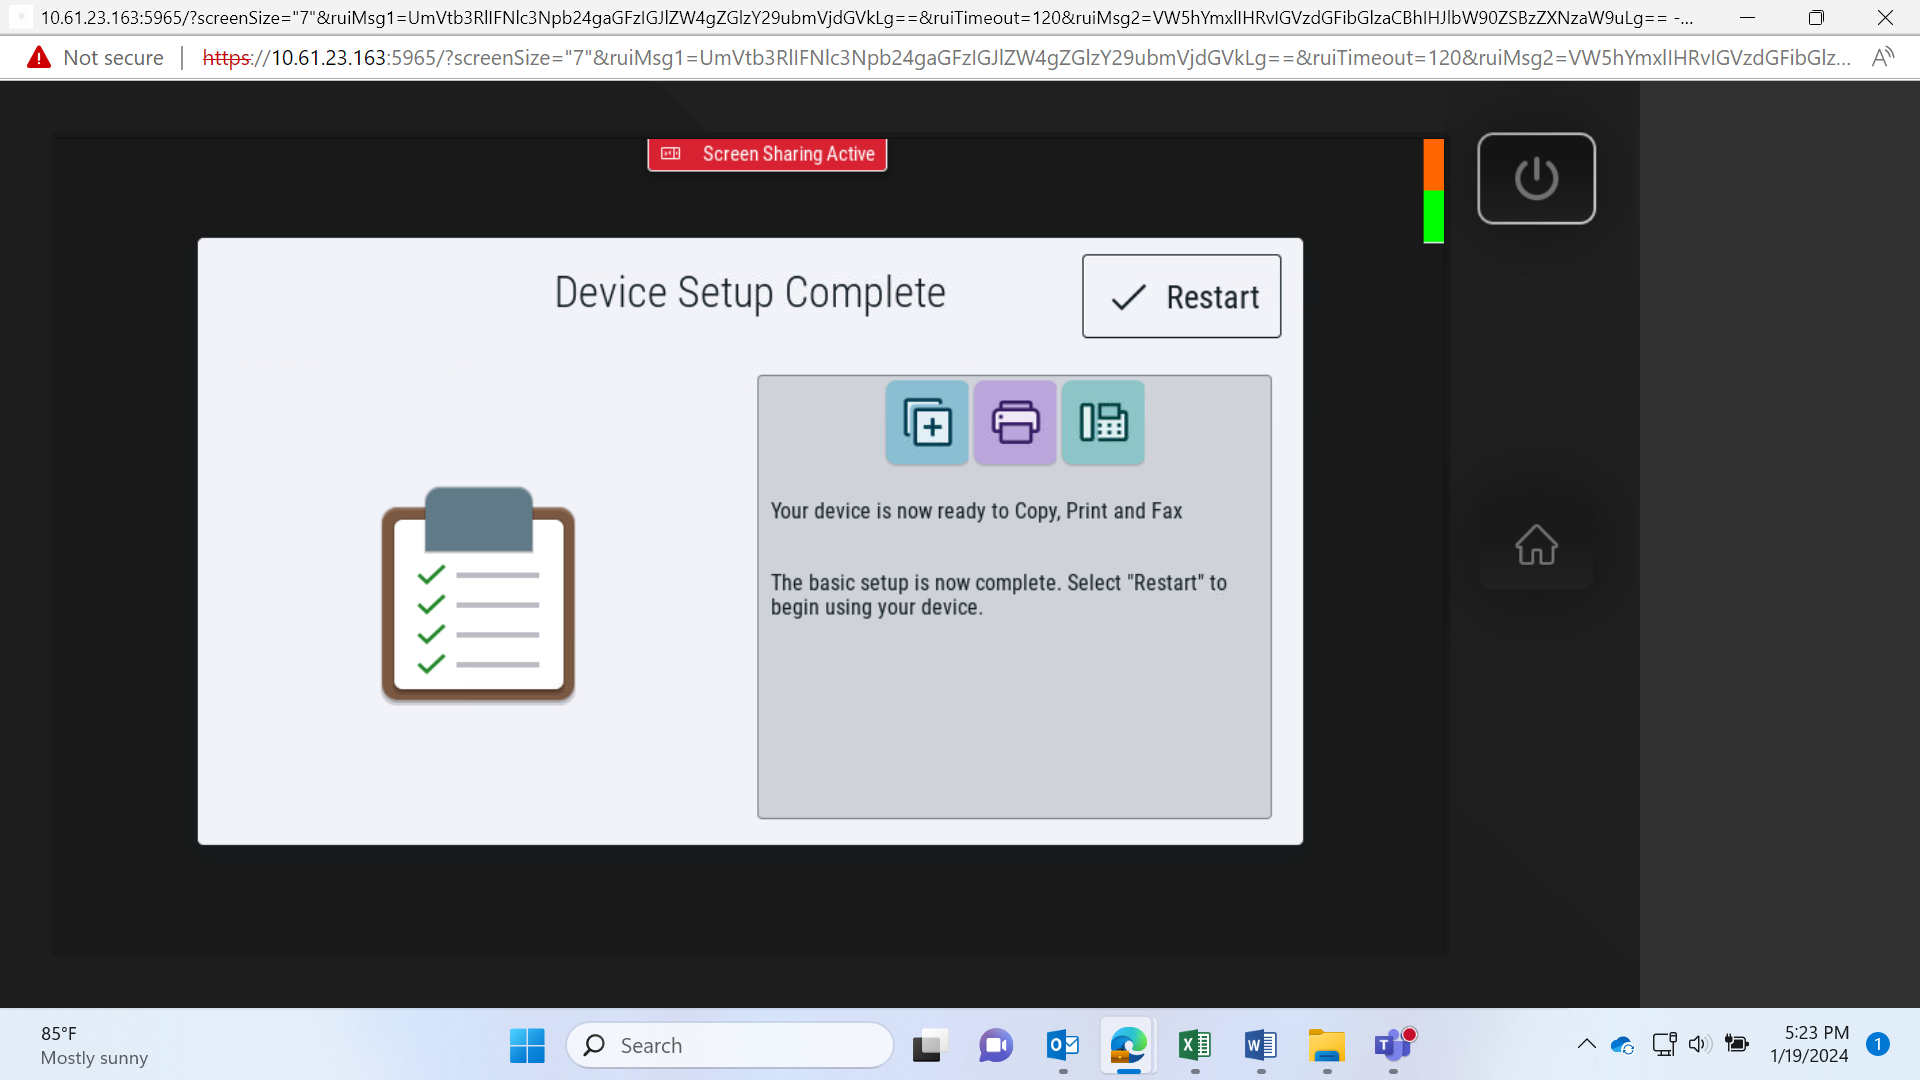 10.61.23.163:5965/?screenSize="7"&ruiMsg1=UmVtb3RlIFNlc3Npb24gaGFzIGJlZW4gZGlzY29ubmVjdGVkLg==&ruiTimeout=120&ruiMsg2=VW5hYmxlIHRvIGVzdGFibGlzaCBhIHJlbW90ZSBzZXNzaW9uLg== -...
Not secure
https://10.61.23.163:5965/?screenSize="7"&ruiMsg1=UmVtb3RlIFNlc3Npb24gaGFzIGJlZW4gZGlzY29ubmVjdGVkLg==&ruiTimeout=120&ruiMsg2=VW5hYmxlIHRvIGVzdGFibGlz...
Screen Sharing Active
Device Setup Complete
Restart
Your device is now ready to Copy, Print and Fax
The basic setup is now complete. Select "Restart" to
begin using your device.
85°F
Mostly sunny
Search
5:23 PM
1/19/2024
1